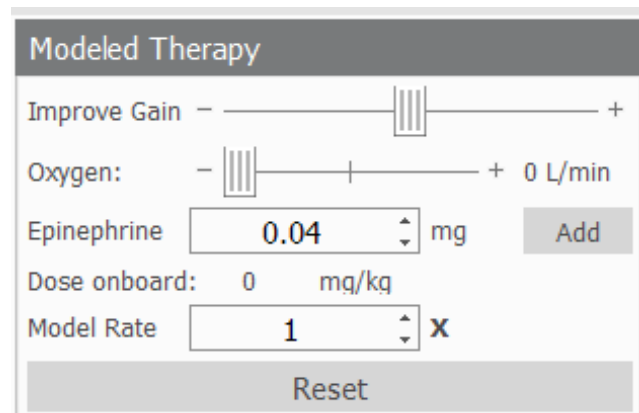 Modeled Therapy
Improve Gain - +
Oxygen: - + 0 L/min
Epinephrine 0.04 mg Add
Dose onboard: 0 mg/kg
Model Rate 1 X
Reset